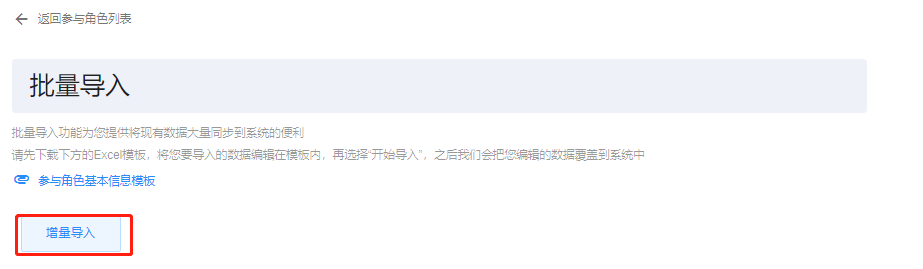 返回参与角色列表
批量导入
批量导入功能为您提供将现有数据大量同步到系统的便利
请先下载下方的Excel模板，将您要导入的数据编辑在模板内，再选择“开始导入”，之后我们会把您编辑的数据覆盖到系统中
参与角色基本信息模板
增量导入